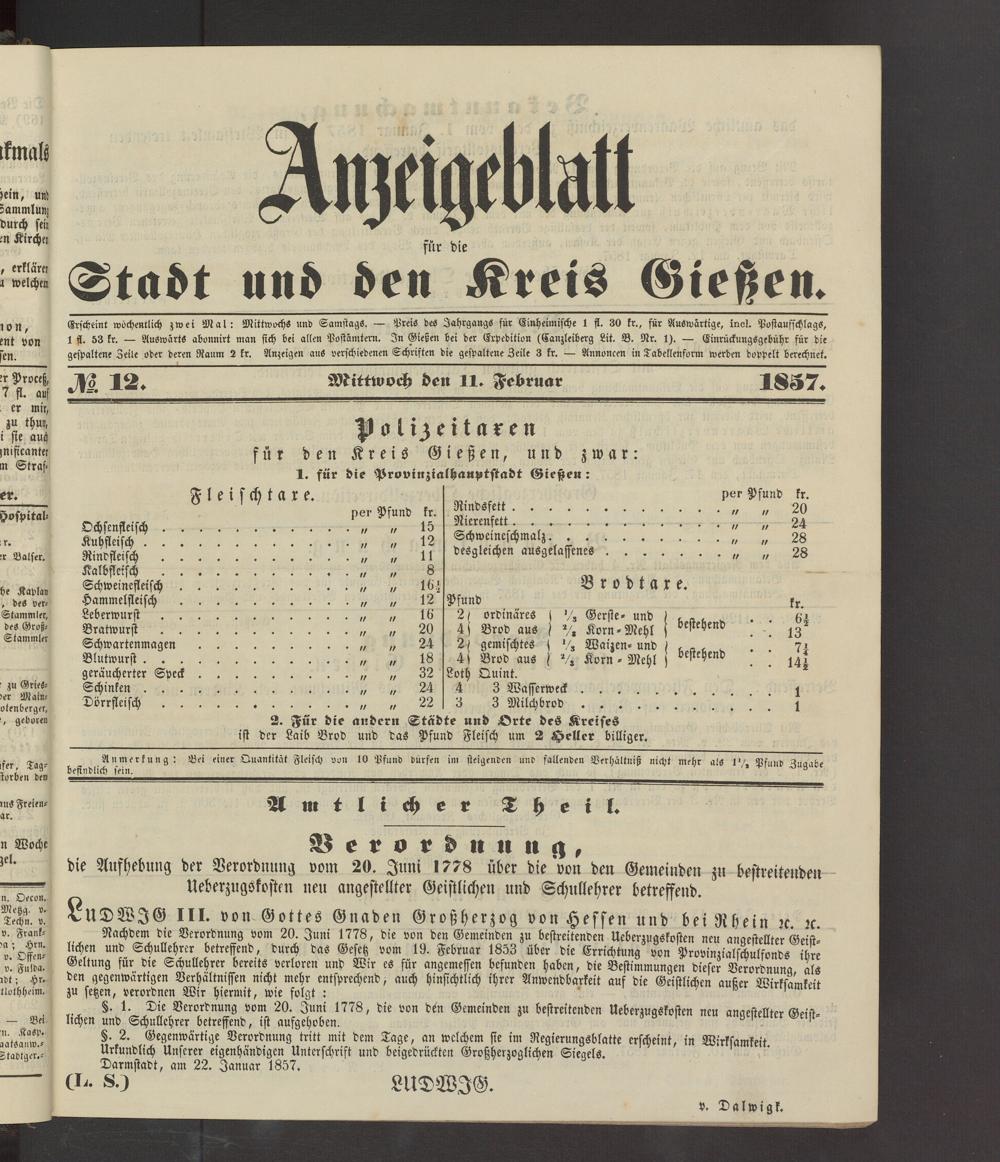 Anzeigeblatt
für die
Stadt und den Kreis Gießen.
Erscheint wöchentlich zwei Mal: Mittwochs und Samstags. — Preis des Jahrgangs für Einheimische 1 fl. 30 kr., für Auswärtige, incl. Postaufschlags,
1 fl. 53 kr. — Auswärts abonnirt man sich bei allen Postämtern. In Gießen bei der Expedition (Canzleiberg Lit. B. Nr. 1). — Einrückungsgebühr für die
gespaltene Zeile oder deren Raum 2 kr. Anzeigen aus verschiedenen Schriften die gespaltene Zeile 3 kr. — Annoncen in Tabellenform werden doppelt berechnet.
№ 12. Mittwoch den 11. Februar 1857.
Polizeitaxen
für den Kreis Gießen, und zwar:
1. für die Provinzialhauptstadt Gießen:
Fleischtaxe.
per Pfund kr.
Ochsenfleisch . . . . . . . . . „ „ 15
Kuhfleisch . . . . . . . . . „ „ 12
Rindfleisch . . . . . . . . . „ „ 11
Kalbfleisch . . . . . . . . . „ „ 8
Schweinefleisch . . . . . . . . „ „ 16½
Hammelfleisch . . . . . . . . „ „ 12
Leberwurst . . . . . . . . . „ „ 16
Bratwurst . . . . . . . . . „ „ 20
Schwartenmagen . . . . . . . „ „ 24
Blutwurst . . . . . . . . . „ „ 18
geräucherter Speck . . . . . . . „ „ 32
Schinken . . . . . . . . . „ „ 24
Dörrfleisch . . . . . . . . . „ „ 22
per Pfund kr.
Rindsfett . . . . . . . . . „ „ 20
Nierenfett . . . . . . . . . „ „ 24
Schweineschmalz . . . . . . . „ „ 28
desgleichen ausgelassenes . . . . . „ „ 28
Brodtaxe.
Pfund kr.
2 ordinäres ⅓ Gerste- und bestehend . . 6½
4 Brod aus ⅔ Korn-Mehl . . 13
2 gemischtes ⅓ Waizen- und bestehend . . 7¼
4 Brod aus ⅔ Korn-Mehl . . 14½
Loth Quint.
4 3 Wasserweck . . . . . . . . . 1
3 3 Milchbrod . . . . . . . . . 1
2. Für die andern Städte und Orte des Kreises
ist der Laib Brod und das Pfund Fleisch um 2 Heller billiger.
Anmerkung: Bei einer Quantität Fleisch von 10 Pfund dürfen im steigenden und fallenden Verhältniß nicht mehr als 1½ Pfund Zugabe
befindlich sein.
Amtlicher Theil.
Verordnung,
die Aufhebung der Verordnung vom 20. Juni 1778 über die von den Gemeinden zu bestreitenden
Ueberzugskosten neu angestellter Geistlichen und Schullehrer betreffend.
LUDWIG III. von Gottes Gnaden Großherzog von Hessen und bei Rhein ꝛc. ꝛc.
Nachdem die Verordnung vom 20. Juni 1778, die von den Gemeinden zu bestreitenden Ueberzugskosten neu angestellter Geist-
lichen und Schullehrer betreffend, durch das Gesetz vom 19. Februar 1853 über die Errichtung von Provinzialschulfonds ihre
Geltung für die Schullehrer bereits verloren und Wir es für angemessen befunden haben, die Bestimmungen dieser Verordnung, als
den gegenwärtigen Verhältnissen nicht mehr entsprechend, auch hinsichtlich ihrer Anwendbarkeit auf die Geistlichen außer Wirksamkeit
zu setzen, verordnen Wir hiermit, wie folgt:
§. 1. Die Verordnung vom 20. Juni 1778, die von den Gemeinden zu bestreitenden Ueberzugskosten neu angestellter Geist-
lichen und Schullehrer betreffend, ist aufgehoben.
§. 2. Gegenwärtige Verordnung tritt mit dem Tage, an welchem sie im Regierungsblatte erscheint, in Wirksamkeit.
Urkundlich Unserer eigenhändigen Unterschrift und beigedrückten Großherzoglichen Siegels.
Darmstadt, am 22. Januar 1857.
(L. S.) LUDWIG.
v. Dalwigk.